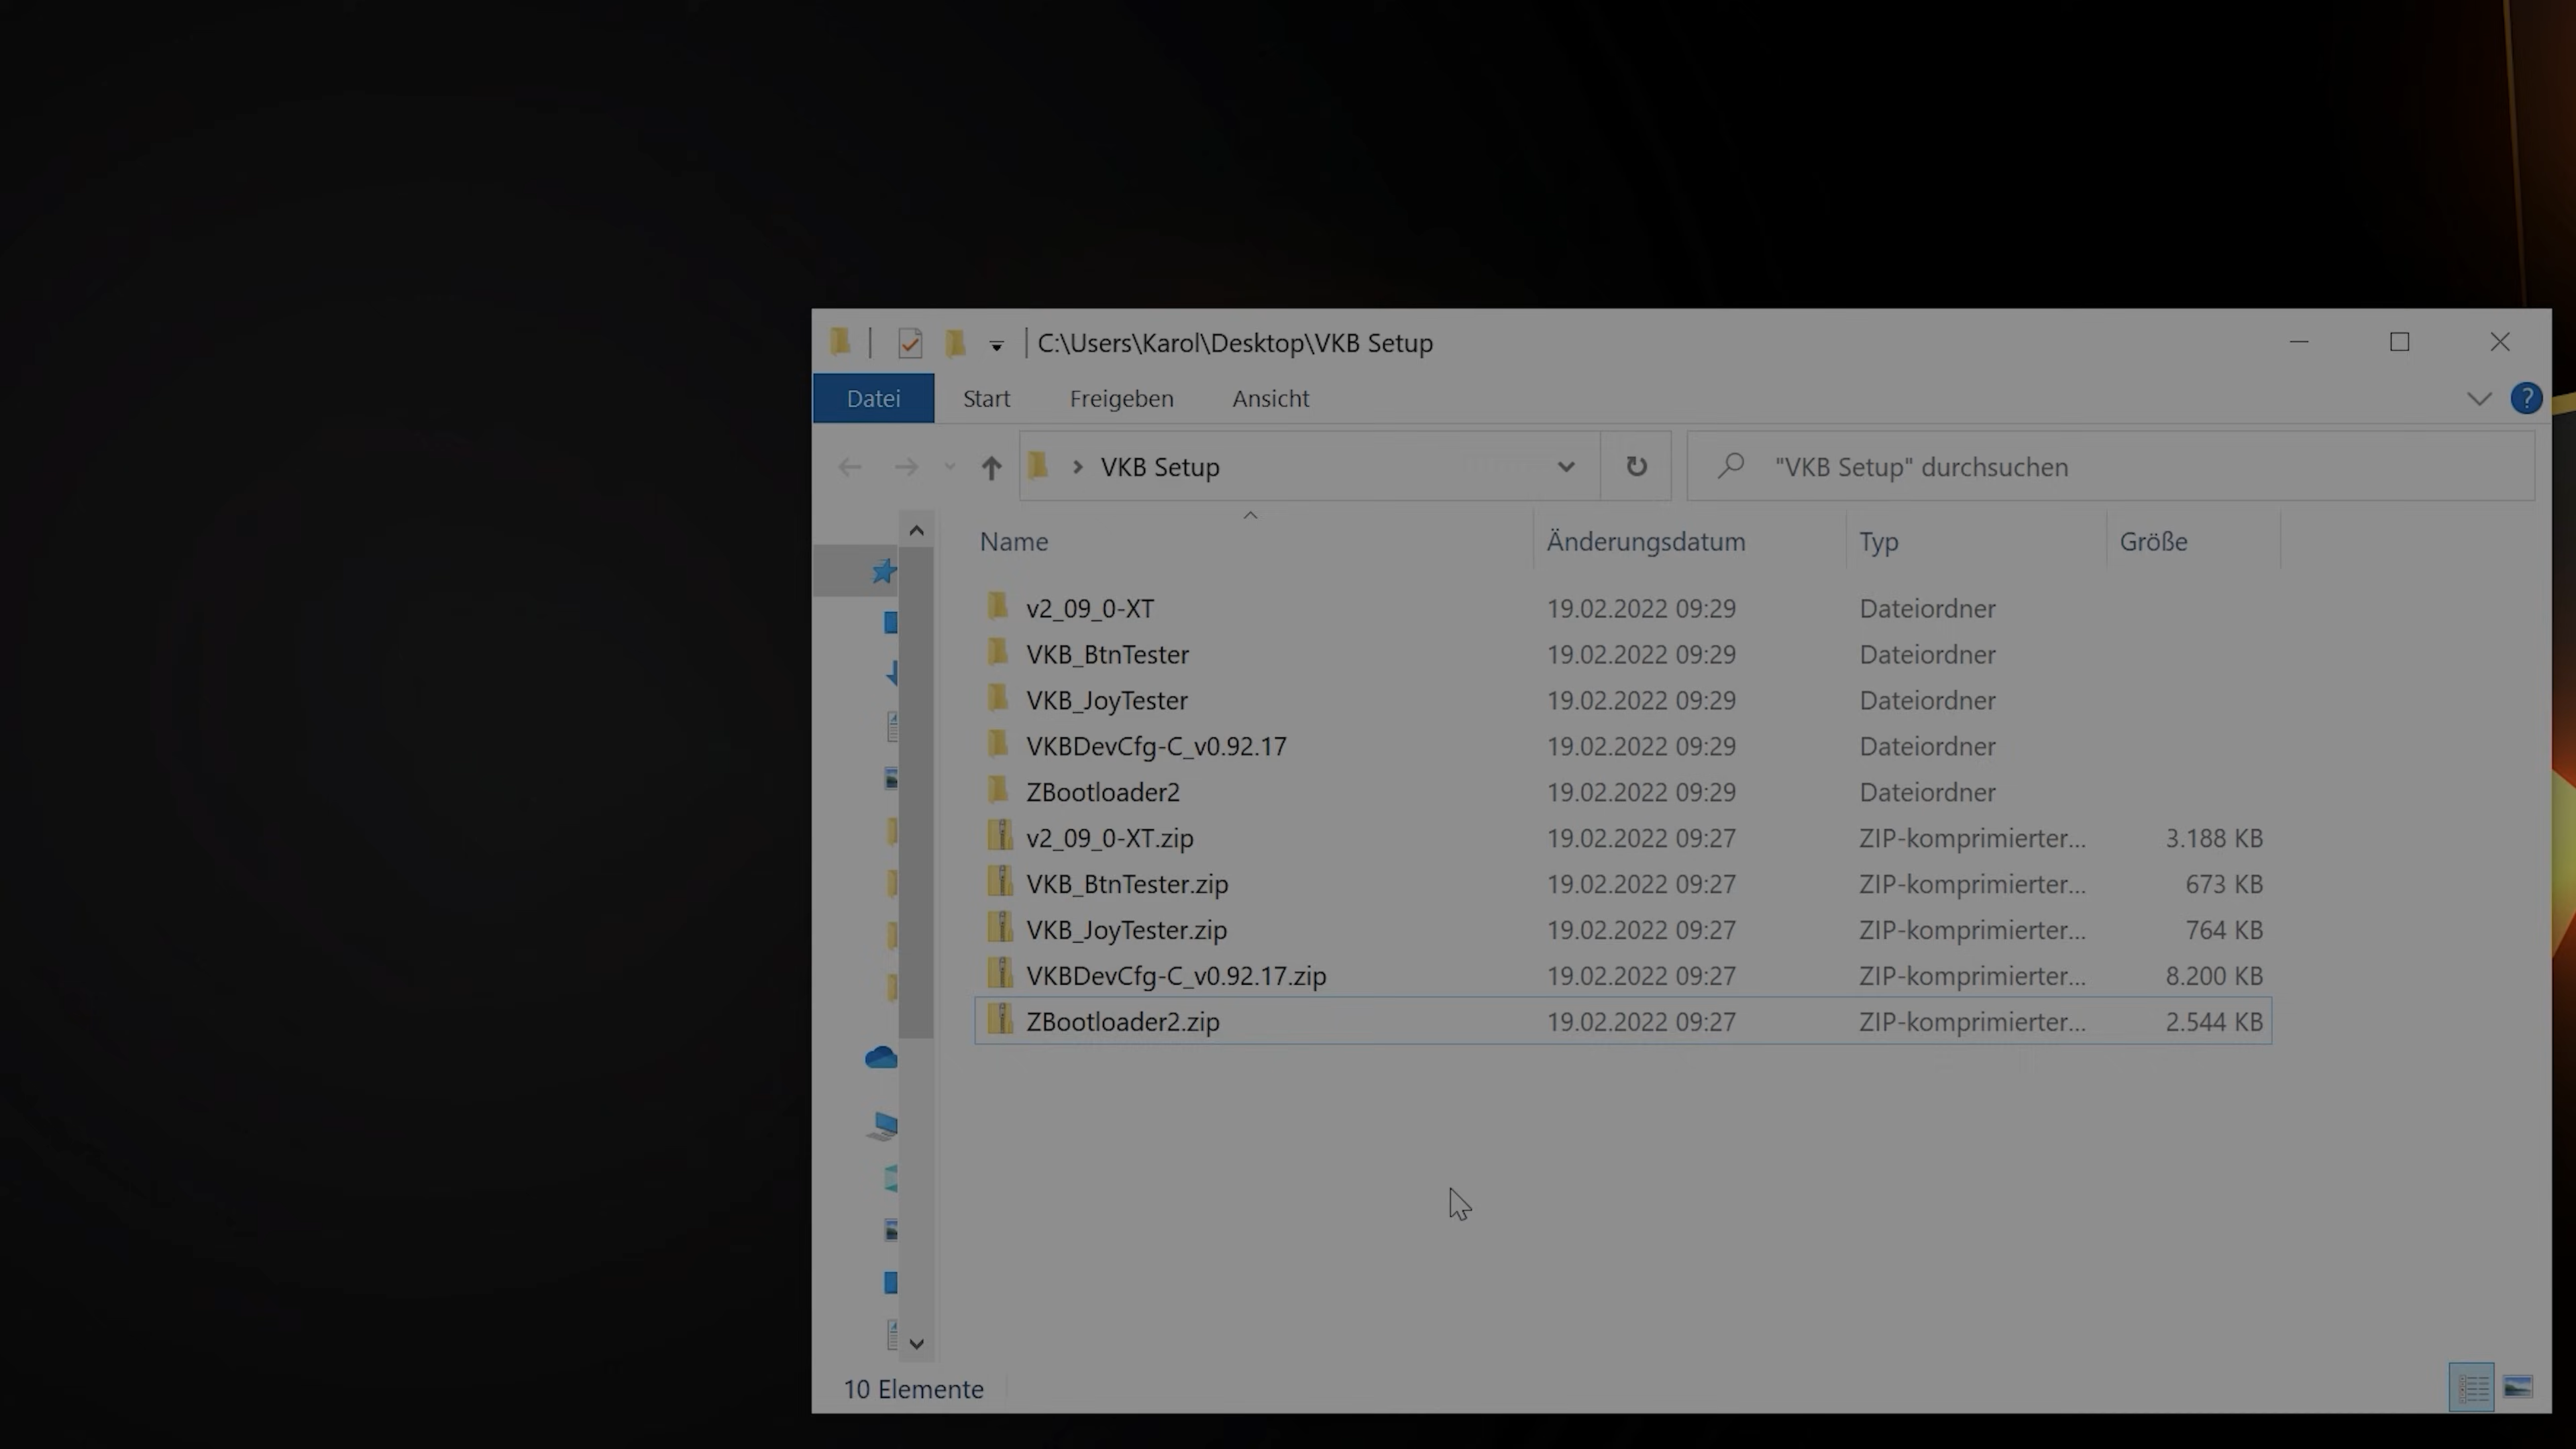 C:\Users\Karol\Desktop\VKB Setup
Datei Start Freigeben Ansicht
VKB Setup "VKB Setup" durchsuchen
Name Änderungsdatum Typ Größe
v2_09_0-XT 19.02.2022 09:29 Dateiordner
VKB_BtnTester 19.02.2022 09:29 Dateiordner
VKB_JoyTester 19.02.2022 09:29 Dateiordner
VKBDevCfg-C_v0.92.17 19.02.2022 09:29 Dateiordner
ZBootloader2 19.02.2022 09:29 Dateiordner
v2_09_0-XT.zip 19.02.2022 09:27 ZIP-komprimierter... 3.188 KB
VKB_BtnTester.zip 19.02.2022 09:27 ZIP-komprimierter... 673 KB
VKB_JoyTester.zip 19.02.2022 09:27 ZIP-komprimierter... 764 KB
VKBDevCfg-C_v0.92.17.zip 19.02.2022 09:27 ZIP-komprimierter... 8.200 KB
ZBootloader2.zip 19.02.2022 09:27 ZIP-komprimierter... 2.544 KB
10 Elemente